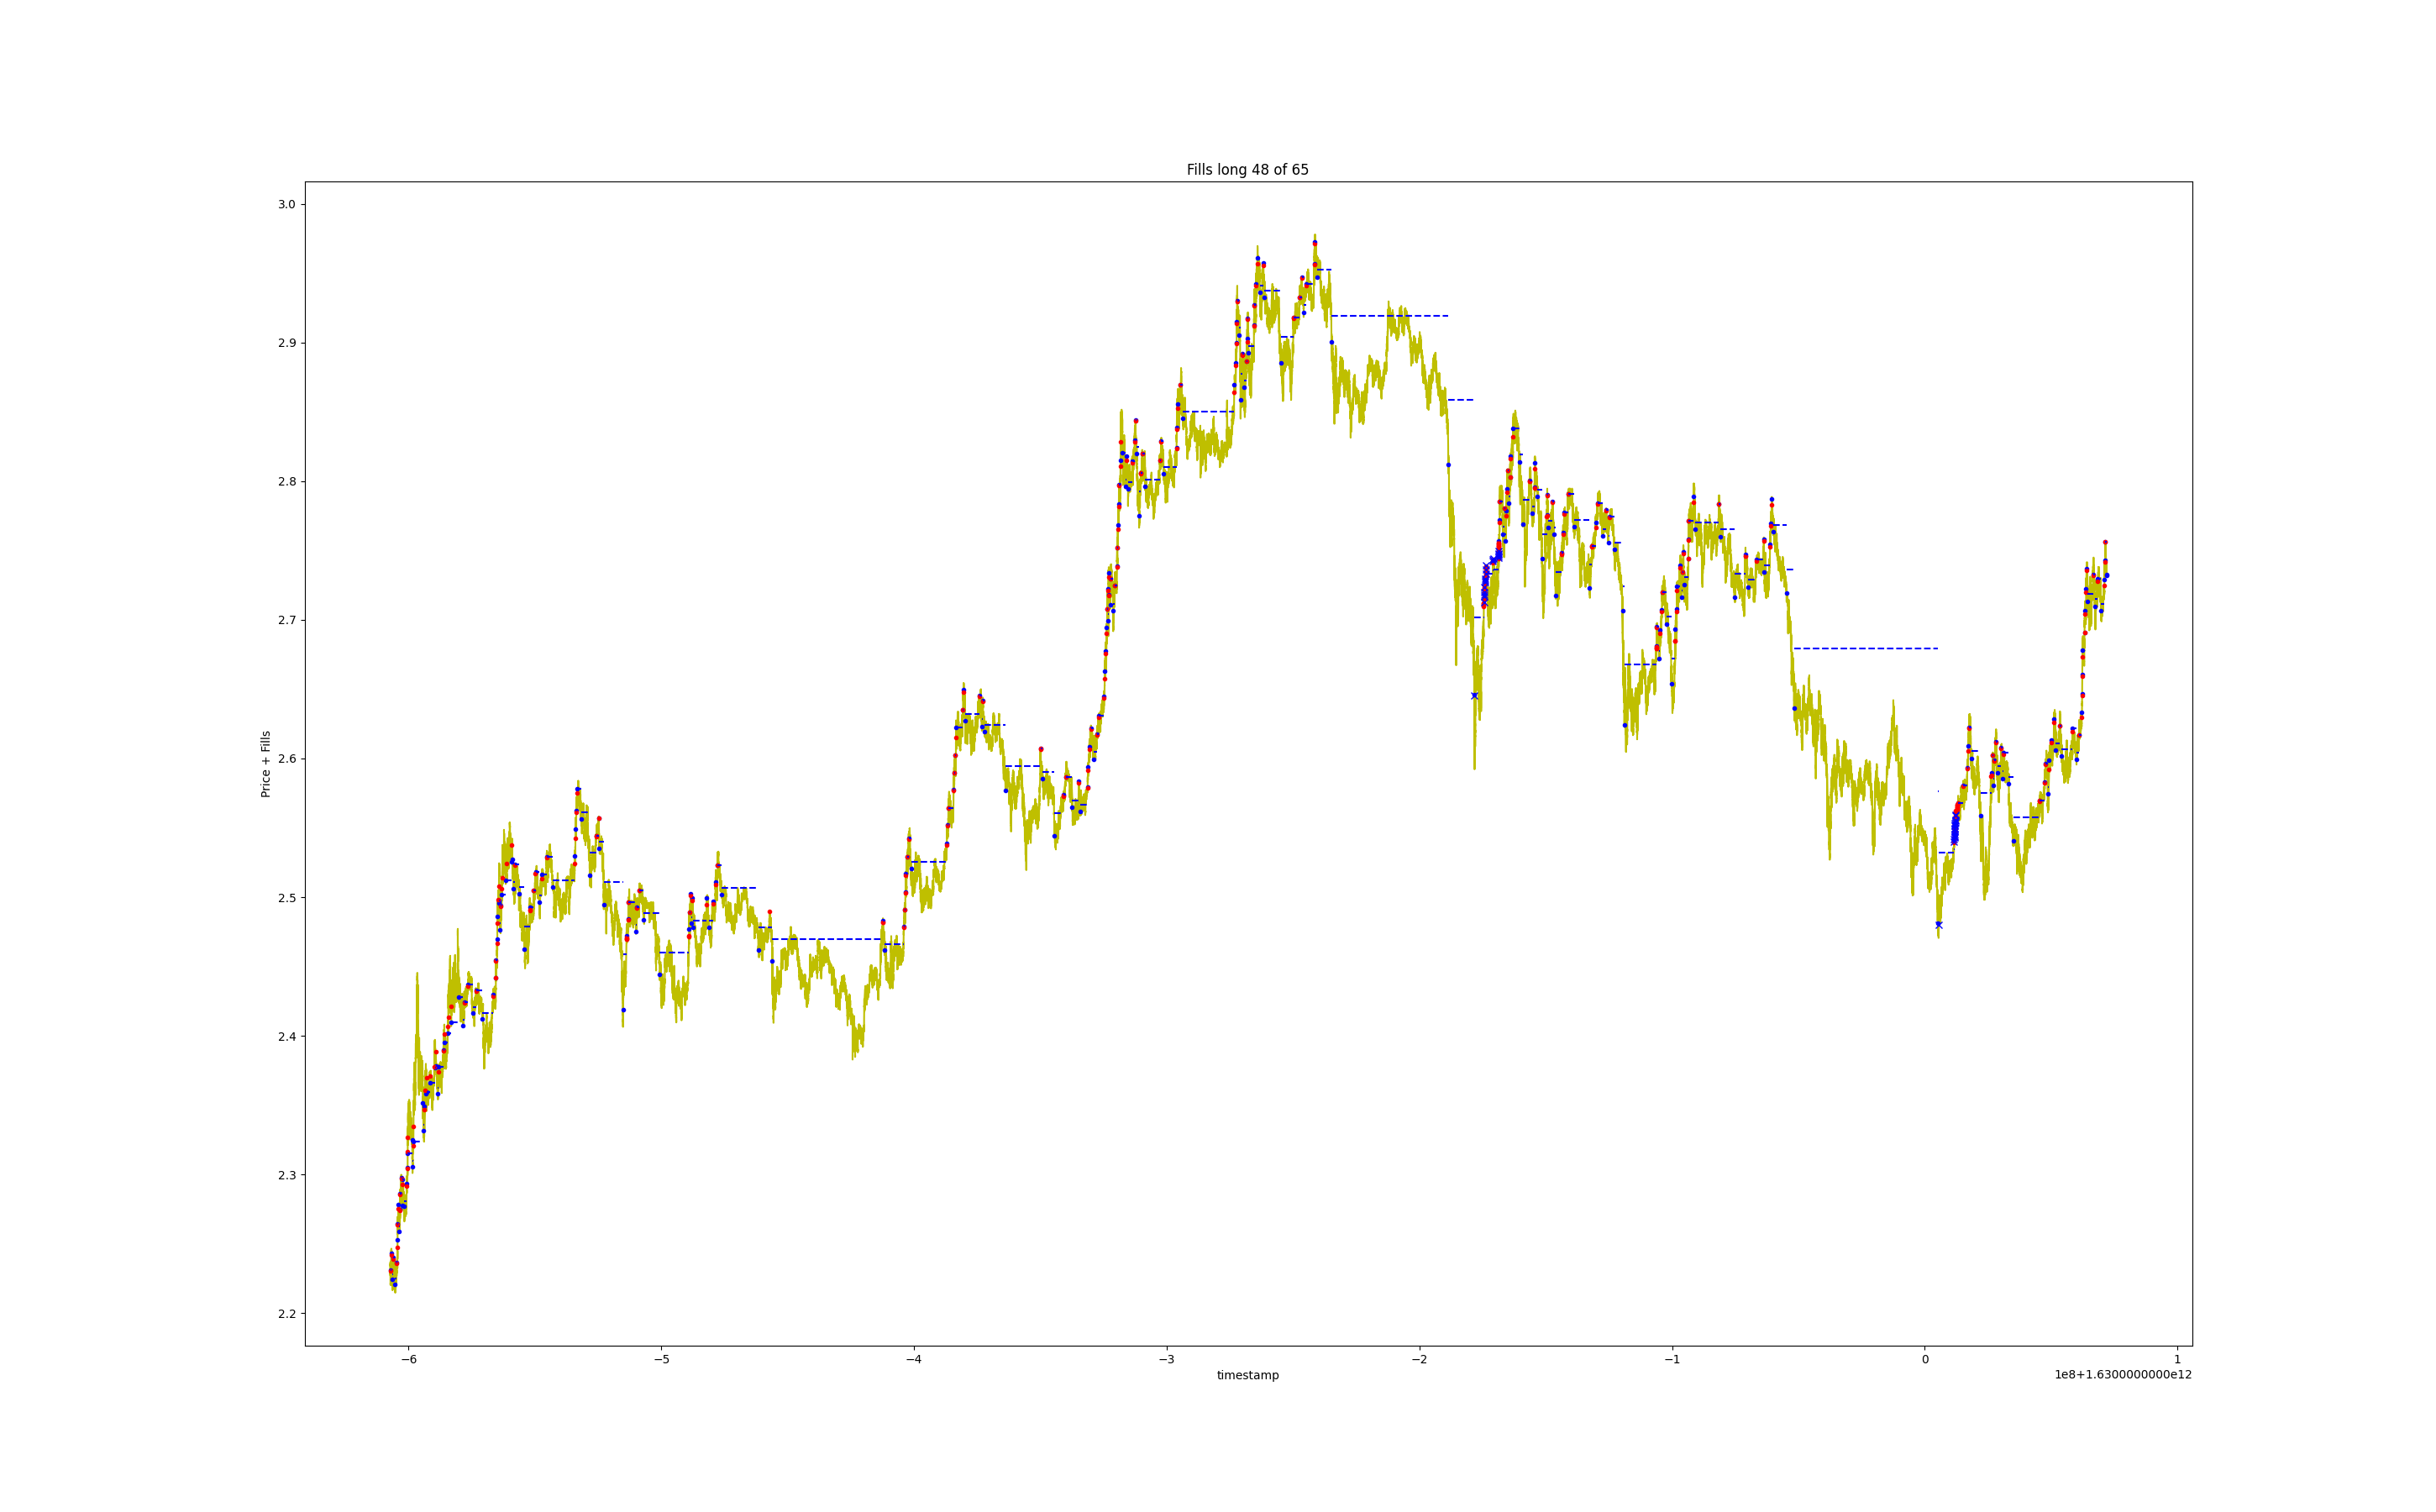 Fills long 48 of 65
3.0
2.9
2.8
2.7
2.6
2.5
2.4
2.3
2.2
Price + Fills
−6 −5 −4 −3 −2 −1 0 1
timestamp
1e8+1.6300000000e12